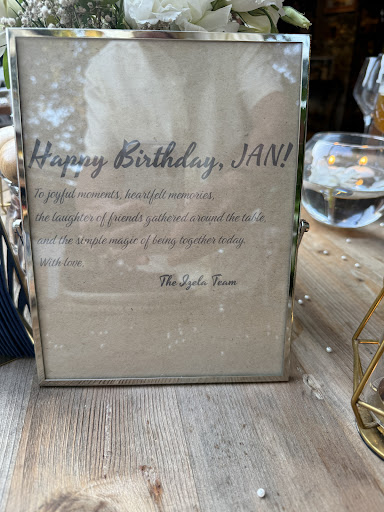 Happy Birthday, JAN!
To joyful moments, heartfelt memories,
the laughter of friends gathered around the table,
and the simple magic of being together today.
With love,
The Izela Team